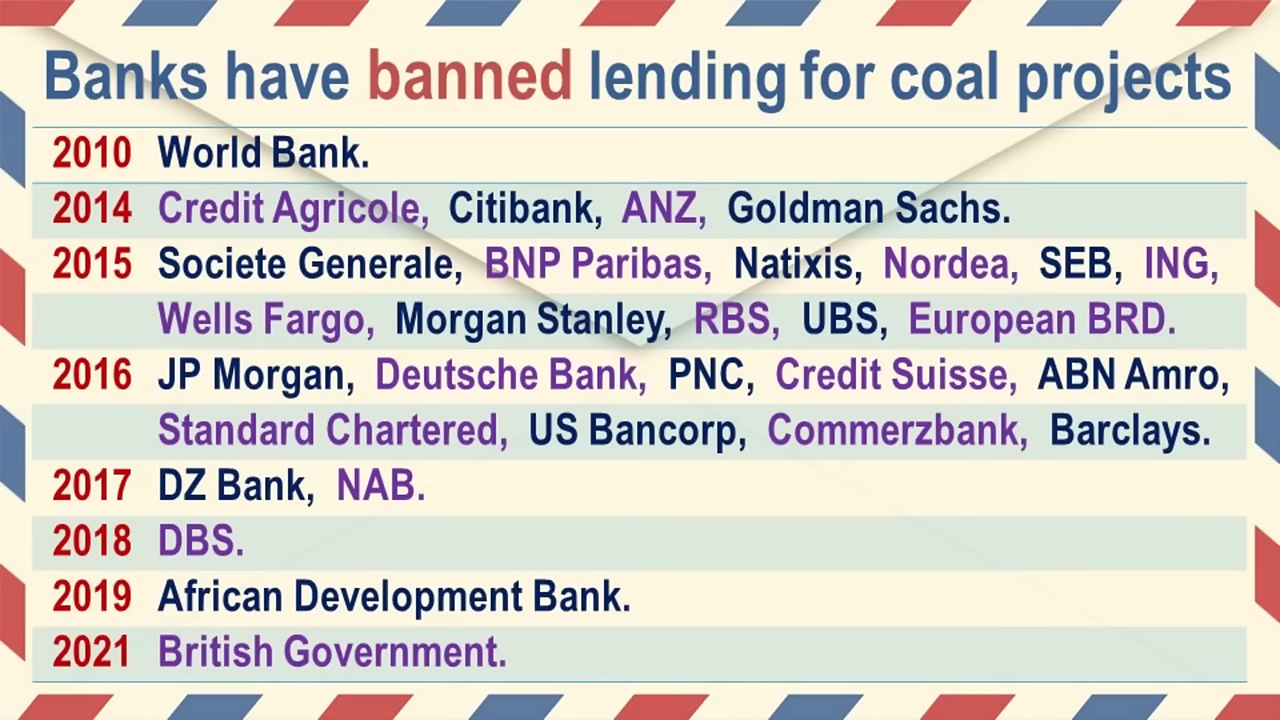 Banks have banned lending for coal projects
2010 World Bank.
2014 Credit Agricole, Citibank, ANZ, Goldman Sachs.
2015 Societe Generale, BNP Paribas, Natixis, Nordea, SEB, ING,
Wells Fargo, Morgan Stanley, RBS, UBS, European BRD.
2016 JP Morgan, Deutsche Bank, PNC, Credit Suisse, ABN Amro,
Standard Chartered, US Bancorp, Commerzbank, Barclays.
2017 DZ Bank, NAB.
2018 DBS.
2019 African Development Bank.
2021 British Government.